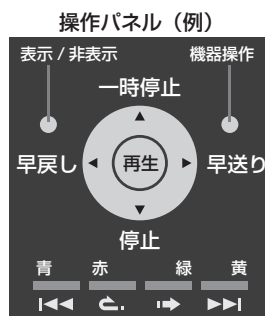 操作パネル（例）
表示 / 非表示 機器操作
一時停止
早戻し 再生 早送り
停止
青 赤 緑 黄